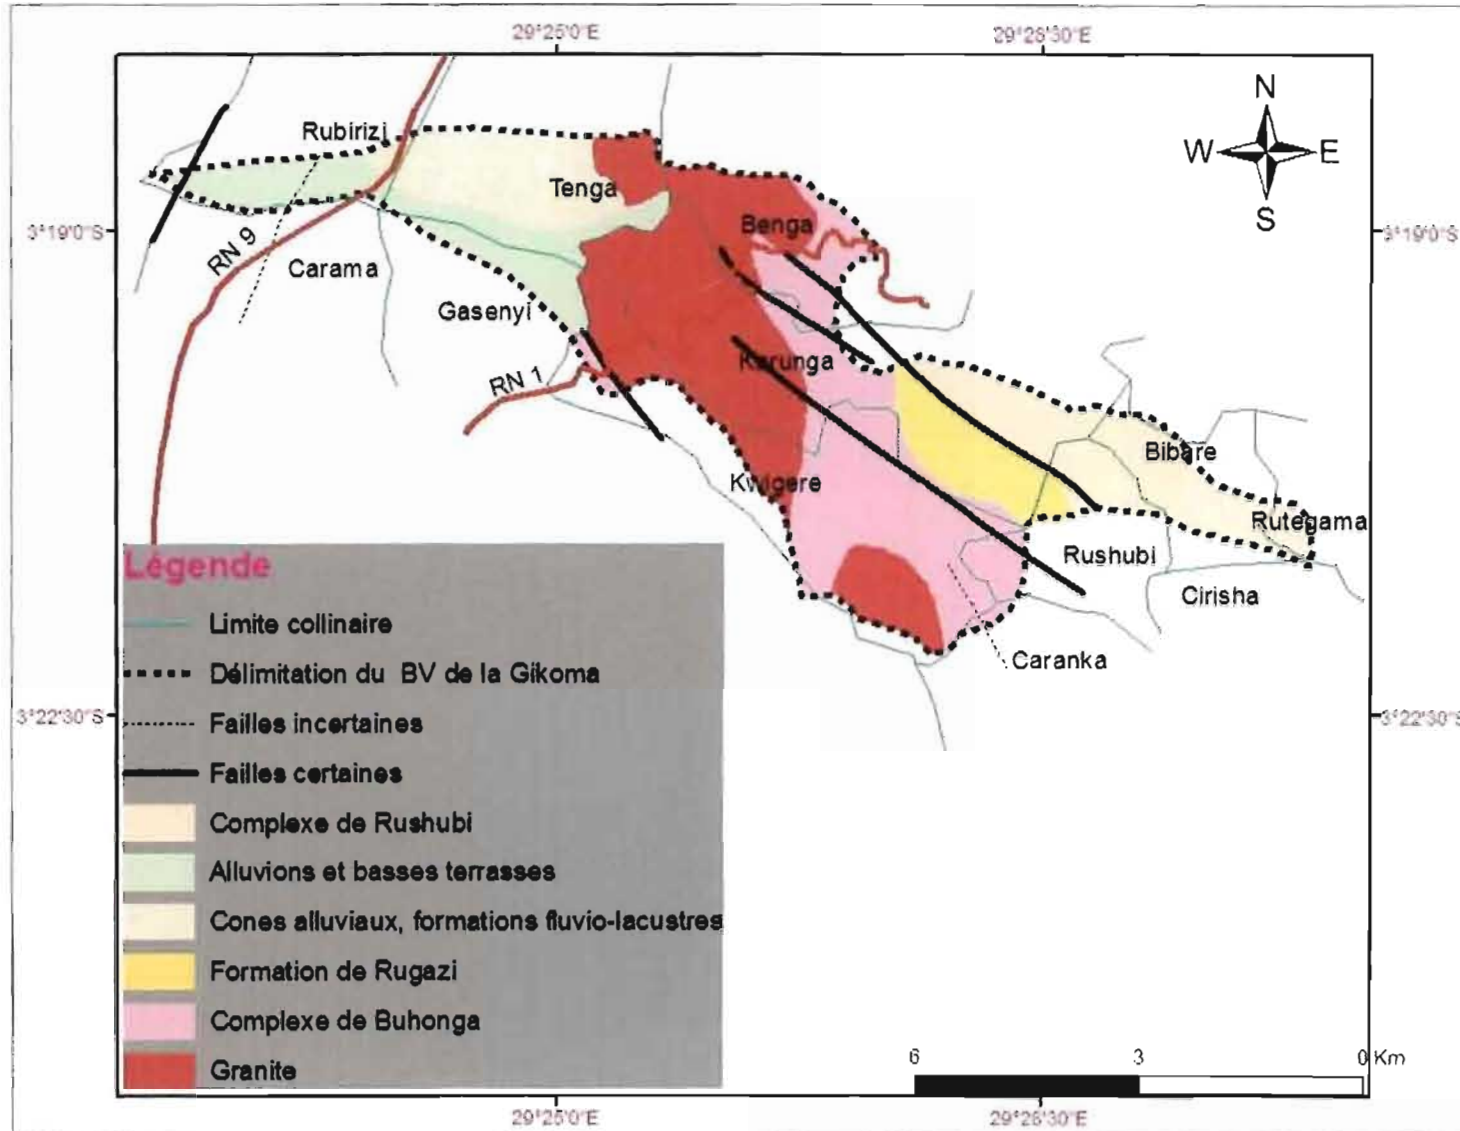 29°25'0"E
29°28'30"E
N
W E
S
Rubirizi
Tenga
Benga
3°19'0"S
3°19'0"S
RN 9
Carama
Gasenyi
Karunga
RN 1
Bibare
Kwigere
Rutegama
Rushubi
Cirisha
Caranka
3°22'30"S
3°22'30"S
Légende
Limite collinaire
Délimitation du BV de la Gikoma
Failles incertaines
Failles certaines
Complexe de Rushubi
Alluvions et basses terrasses
Cones alluviaux, formations fluvio-lacustres
Formation de Rugazi
Complexe de Buhonga
Granite
6 3 0 Km
29°25'0"E
29°28'30"E